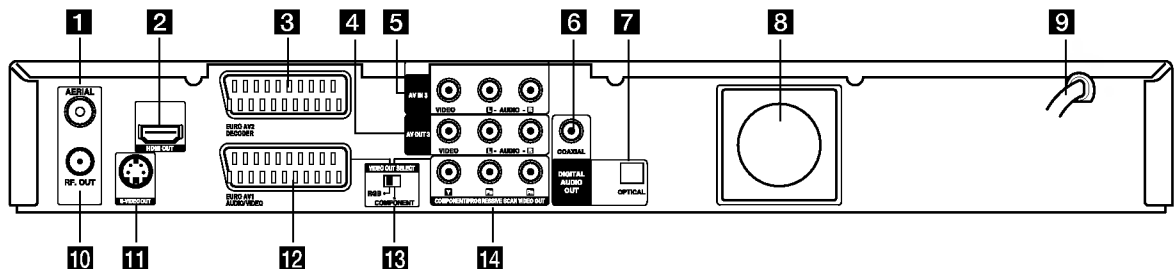 1 2 3 4 5 6 7 8 9
AERIAL
HDMI OUT
EURO AV2
DECODER
AV IN 3
VIDEO L - AUDIO - R
AV OUT 3
VIDEO L - AUDIO - R
COAXIAL
DIGITAL
AUDIO
OUT
OPTICAL
RF. OUT
S-VIDEO OUT
EURO AV1
AUDIO/VIDEO
VIDEO OUT SELECT
RGB
COMPONENT
Y
COMPONENT/PROGRESSIVE SCAN VIDEO OUT
10 11 12 13 14